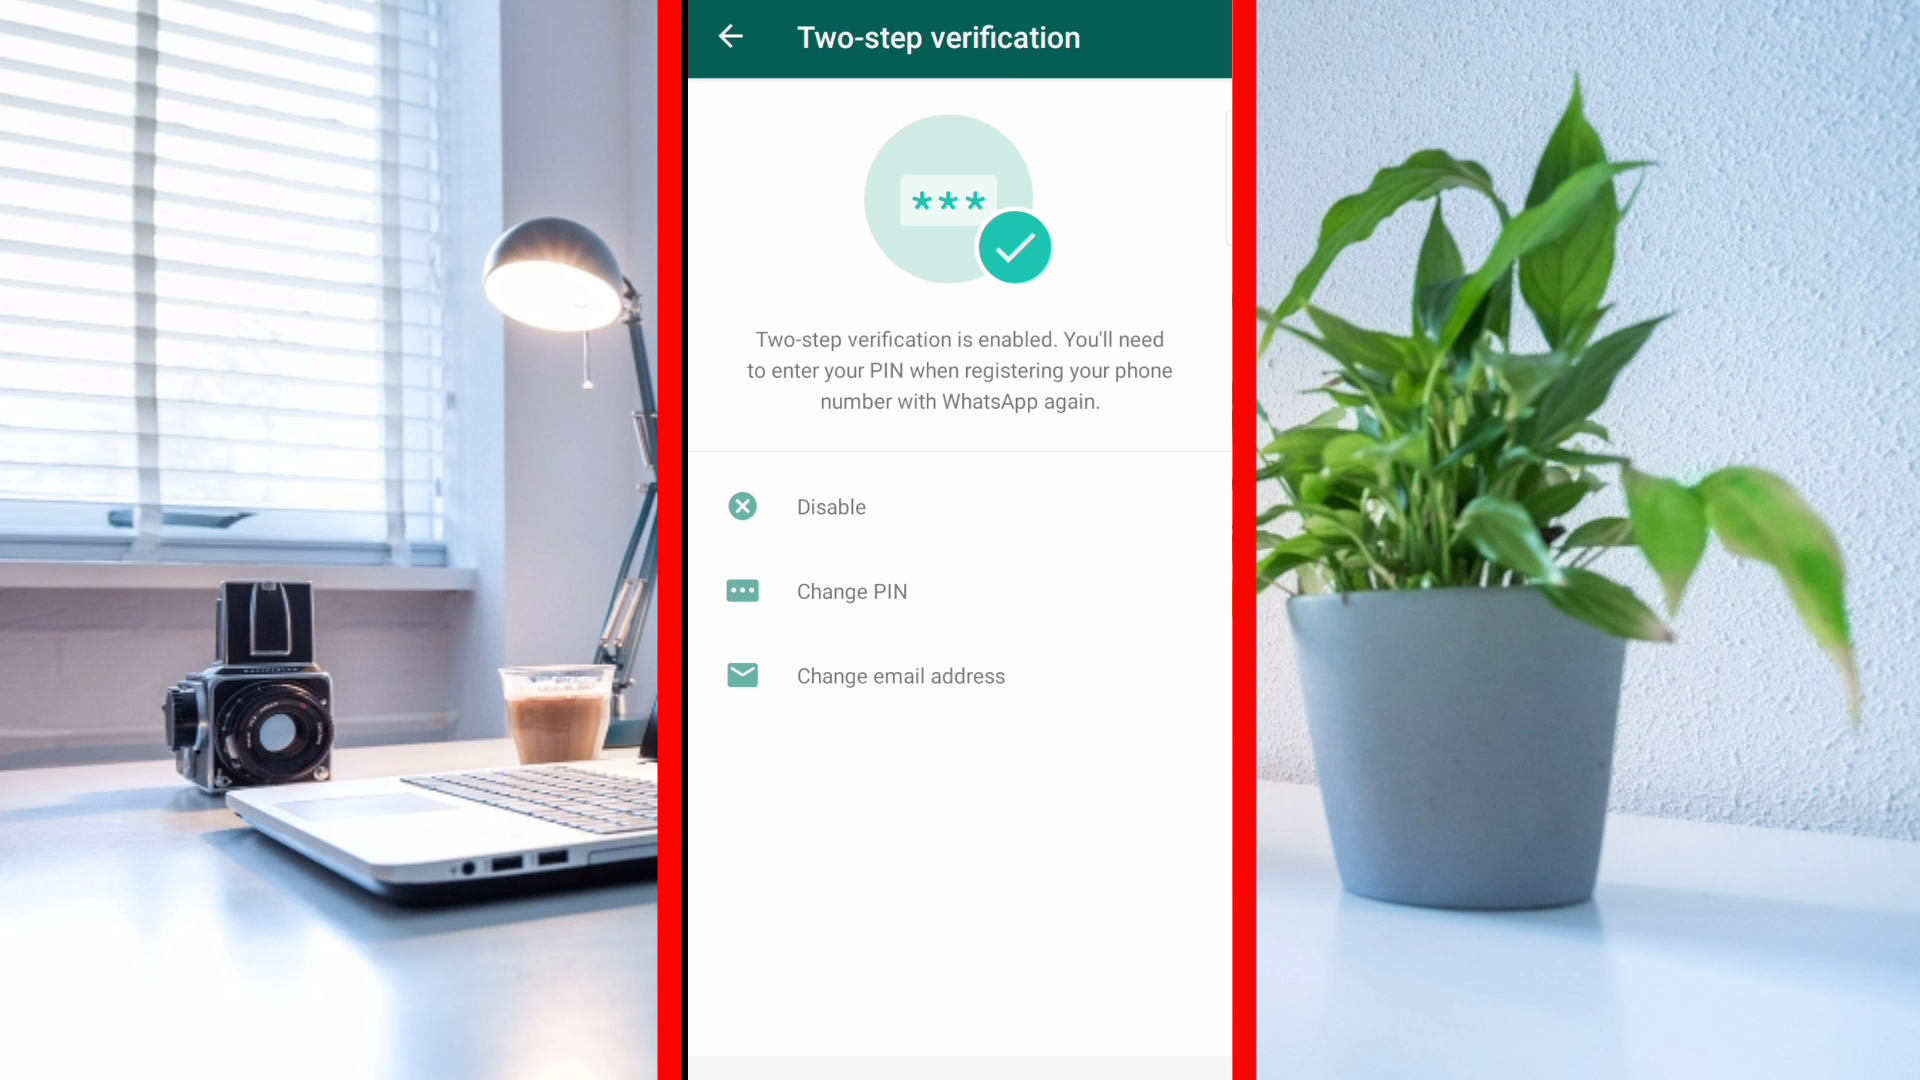 Two-step verification
***
Two-step verification is enabled. You'll need
to enter your PIN when registering your phone
number with WhatsApp again.
Disable
Change PIN
Change email address